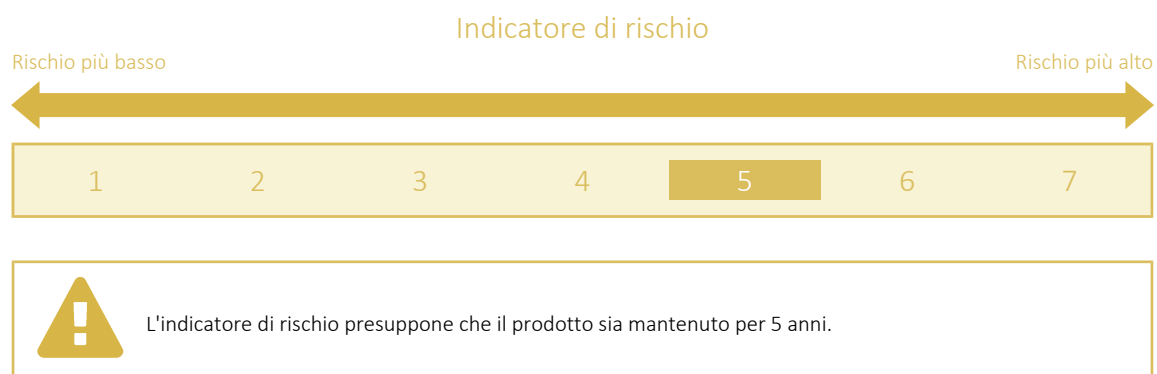 Indicatore di rischio
Rischio più basso Rischio più alto
1 2 3 4 5 6 7
L'indicatore di rischio presuppone che il prodotto sia mantenuto per 5 anni.